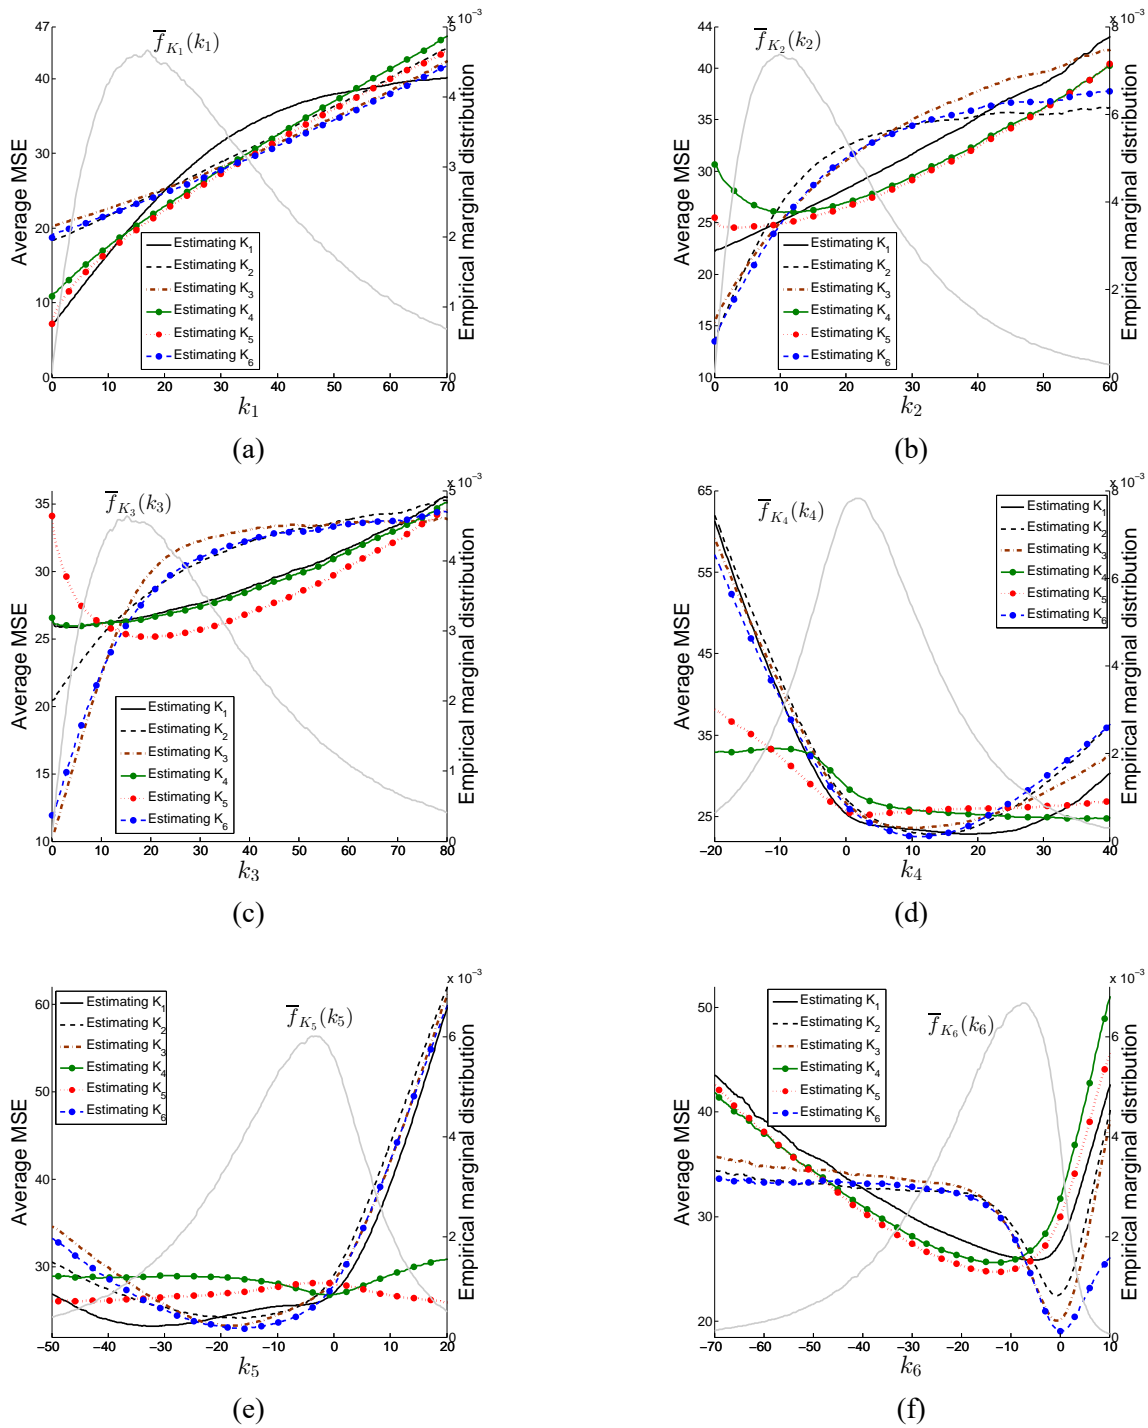 47
40
30
20
10
0
0 10 20 30 40 50 60 70
x 10⁻³
5
4
3
2
1
0
Average MSE
Empirical marginal distribution
f̅_{K₁}(k₁)
Estimating K₁
Estimating K₂
Estimating K₃
Estimating K₄
Estimating K₅
Estimating K₆
k₁
(a)
44
40
36
31
25
22
18
14
10
0 10 20 30 40 50 60
x 10⁻³
8
6
4
2
0
Average MSE
Empirical marginal distribution
f̅_{K₂}(k₂)
Estimating K₁
Estimating K₂
Estimating K₃
Estimating K₄
Estimating K₅
Estimating K₆
k₂
(b)
35
30
25
20
15
10
0 10 20 30 40 50 60 70 80
x 10⁻³
5
4
3
2
1
0
Average MSE
Empirical marginal distribution
f̅_{K₃}(k₃)
Estimating K₁
Estimating K₂
Estimating K₃
Estimating K₄
Estimating K₅
Estimating K₆
k₃
(c)
65
55
45
35
25
−20 −10 0 10 20 30 40
x 10⁻³
8
6
4
2
0
Average MSE
Empirical marginal distribution
f̅_{K₄}(k₄)
Estimating K₁
Estimating K₂
Estimating K₃
Estimating K₄
Estimating K₅
Estimating K₆
k₄
(d)
60
50
40
30
−50 −40 −30 −20 −10 0 10 20
x 10⁻³
6
4
2
0
Average MSE
Empirical marginal distribution
f̅_{K₅}(k₅)
Estimating K₁
Estimating K₂
Estimating K₃
Estimating K₄
Estimating K₅
Estimating K₆
k₅
(e)
50
40
30
20
−70 −60 −50 −40 −30 −20 −10 0 10
x 10⁻³
6
4
2
0
Average MSE
Empirical marginal distribution
f̅_{K₆}(k₆)
Estimating K₁
Estimating K₂
Estimating K₃
Estimating K₄
Estimating K₅
Estimating K₆
k₆
(f)